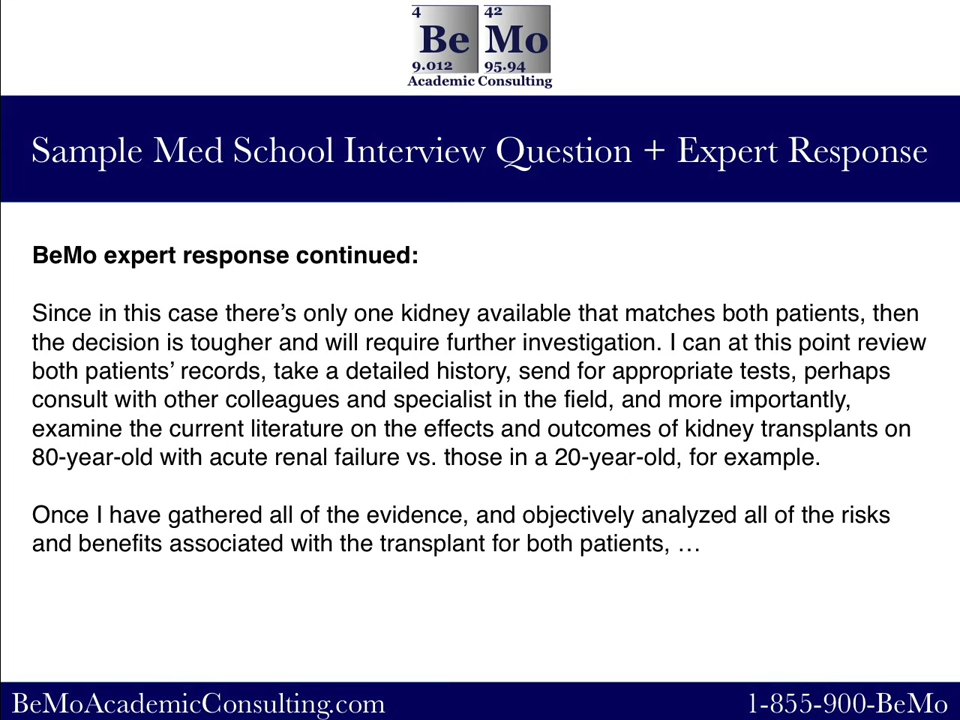 4 42
Be Mo
9.012 95.94
Academic Consulting
Sample Med School Interview Question + Expert Response
BeMo expert response continued:
Since in this case there’s only one kidney available that matches both patients, then
the decision is tougher and will require further investigation. I can at this point review
both patients’ records, take a detailed history, send for appropriate tests, perhaps
consult with other colleagues and specialist in the field, and more importantly,
examine the current literature on the effects and outcomes of kidney transplants on
80-year-old with acute renal failure vs. those in a 20-year-old, for example.
Once I have gathered all of the evidence, and objectively analyzed all of the risks
and benefits associated with the transplant for both patients, …
BeMoAcademicConsulting.com 1-855-900-BeMo